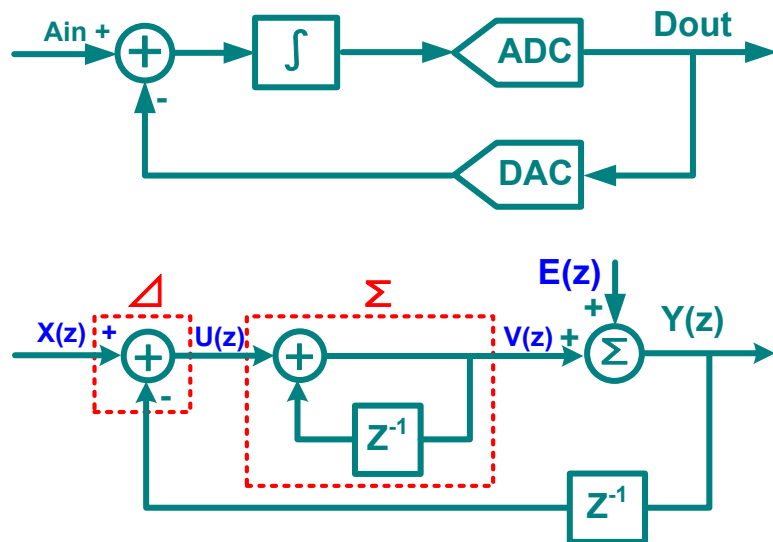 Ain +
+
-
∫
ADC
Dout
DAC
Σ
E(z)
X(z) +
+
-
U(z)
+
V(z) +
+
Σ
Y(z)
Z⁻¹
Z⁻¹